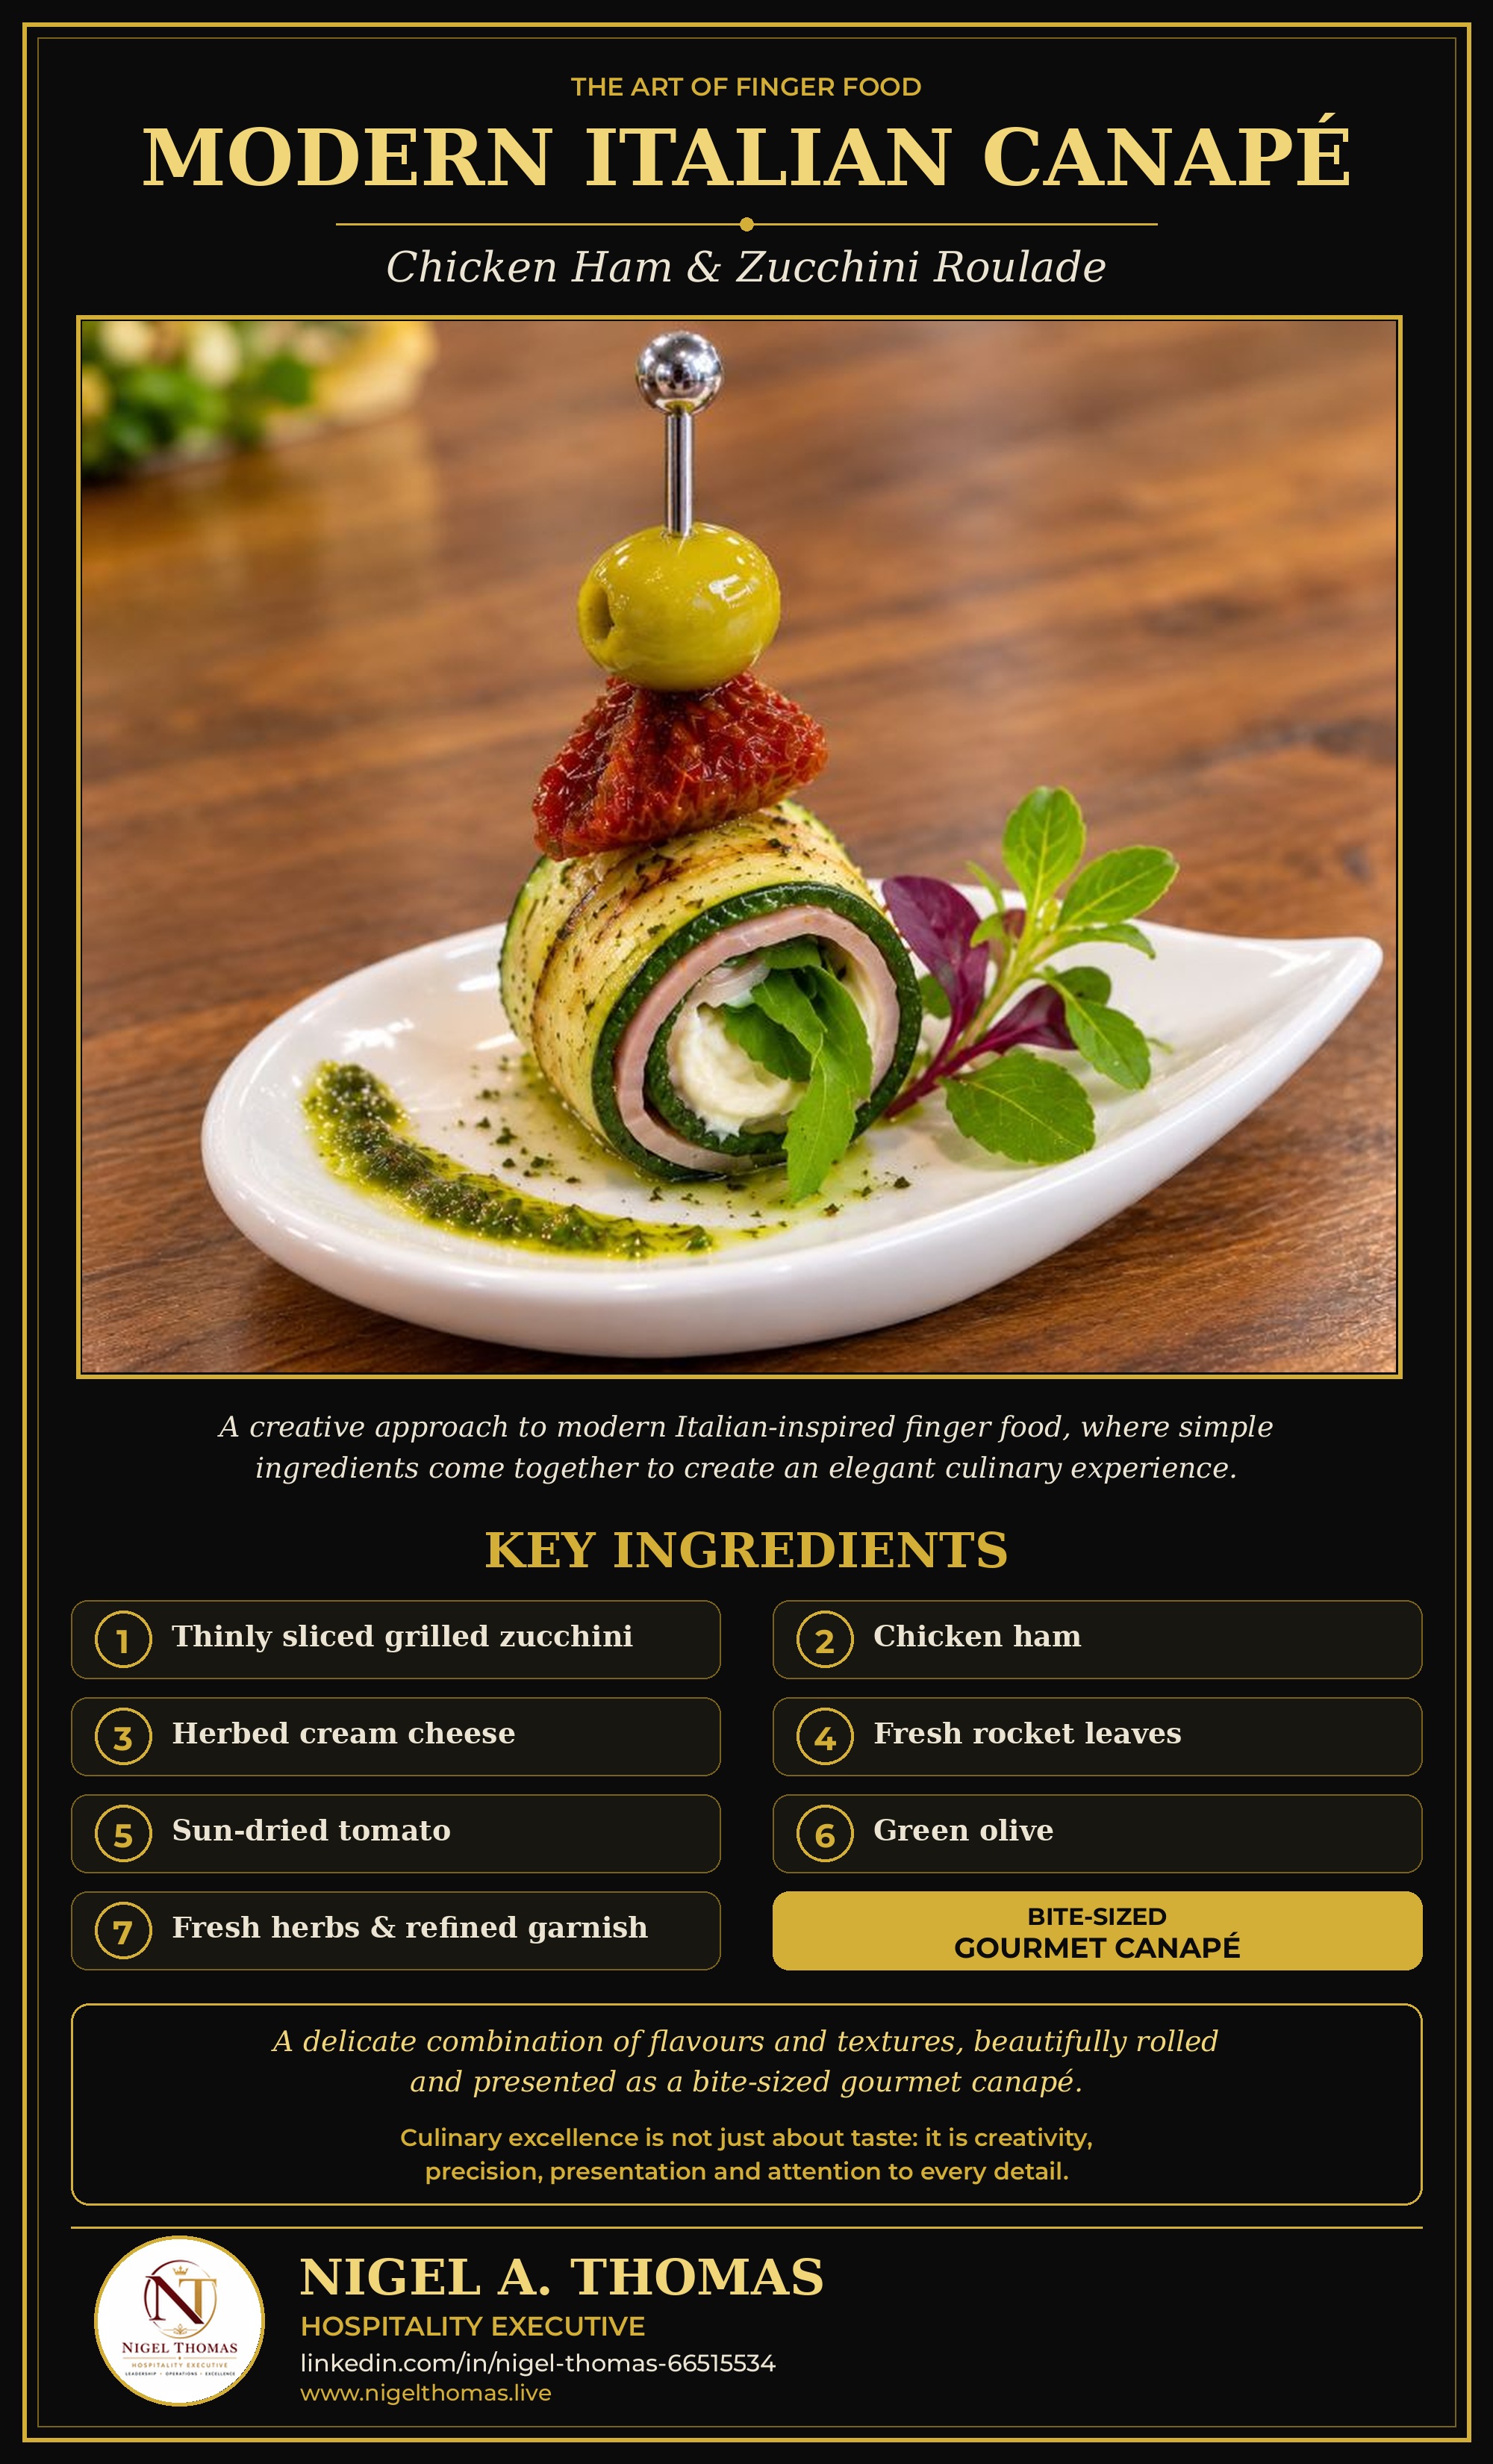 THE ART OF FINGER FOOD
MODERN ITALIAN CANAPÉ
Chicken Ham & Zucchini Roulade
A creative approach to modern Italian-inspired finger food, where simple
ingredients come together to create an elegant culinary experience.
KEY INGREDIENTS
1 Thinly sliced grilled zucchini
2 Chicken ham
3 Herbed cream cheese
4 Fresh rocket leaves
5 Sun-dried tomato
6 Green olive
7 Fresh herbs & refined garnish
BITE-SIZED
GOURMET CANAPÉ
A delicate combination of flavours and textures, beautifully rolled
and presented as a bite-sized gourmet canapé.
Culinary excellence is not just about taste: it is creativity,
precision, presentation and attention to every detail.
NT
NIGEL THOMAS
HOSPITALITY EXECUTIVE
LEADERSHIP • OPERATIONS • EXCELLENCE
NIGEL A. THOMAS
HOSPITALITY EXECUTIVE
linkedin.com/in/nigel-thomas-66515534
www.nigelthomas.live